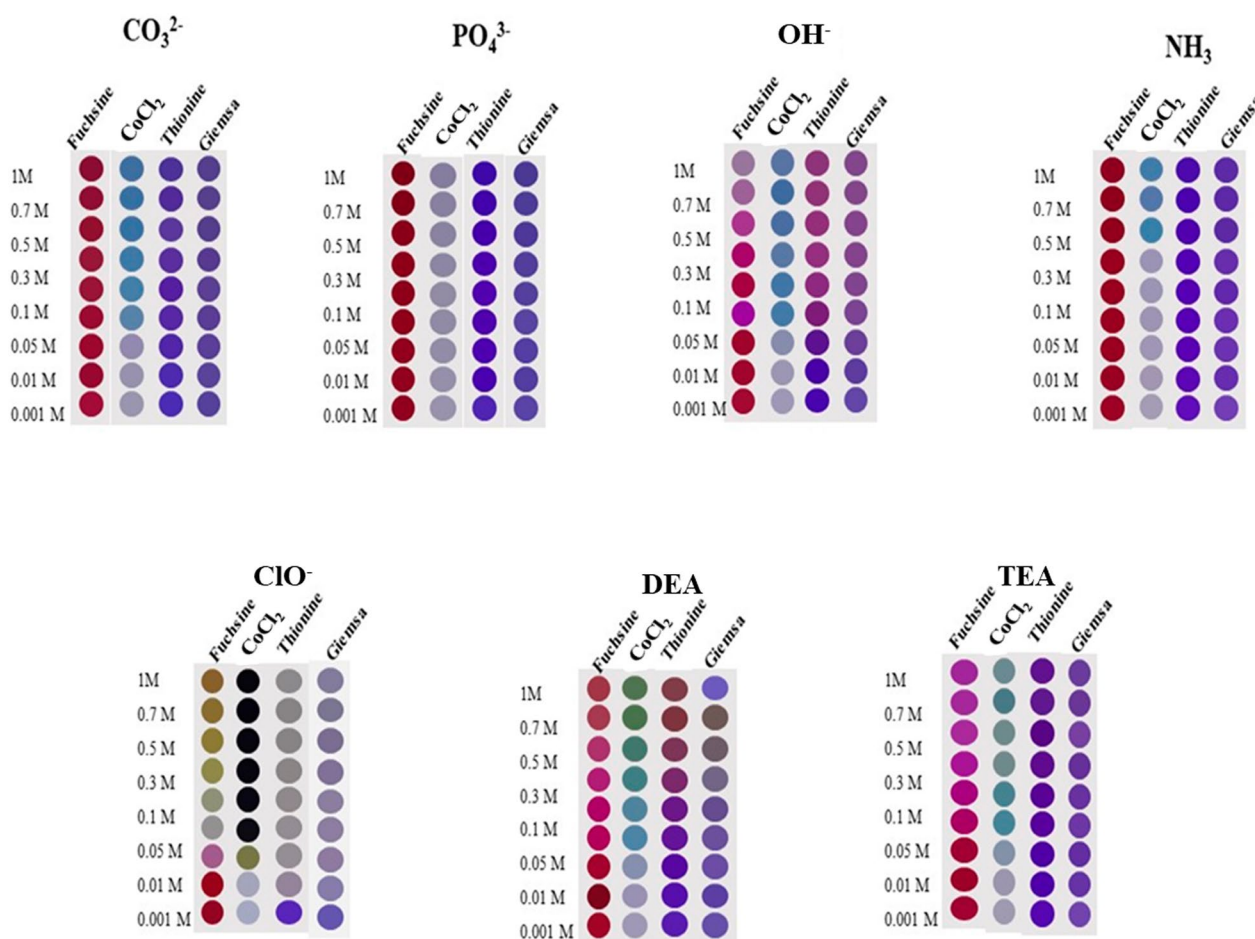 CO₃²⁻
Fuchsine CoCl₂ Thionine Giemsa
1M
0.7 M
0.5 M
0.3 M
0.1 M
0.05 M
0.01 M
0.001 M
PO₄³⁻
Fuchsine CoCl₂ Thionine Giemsa
1M
0.7 M
0.5 M
0.3 M
0.1 M
0.05 M
0.01 M
0.001 M
OH⁻
Fuchsine CoCl₂ Thionine Giemsa
1M
0.7 M
0.5 M
0.3 M
0.1 M
0.05 M
0.01 M
0.001 M
NH₃
Fuchsine CoCl₂ Thionine Giemsa
1M
0.7 M
0.5 M
0.3 M
0.1 M
0.05 M
0.01 M
0.001 M
ClO⁻
Fuchsine CoCl₂ Thionine Giemsa
1M
0.7 M
0.5 M
0.3 M
0.1 M
0.05 M
0.01 M
0.001 M
DEA
Fuchsine CoCl₂ Thionine Giemsa
1M
0.7 M
0.5 M
0.3 M
0.1 M
0.05 M
0.01 M
0.001 M
TEA
Fuchsine CoCl₂ Thionine Giemsa
1M
0.7 M
0.5 M
0.3 M
0.1 M
0.05 M
0.01 M
0.001 M